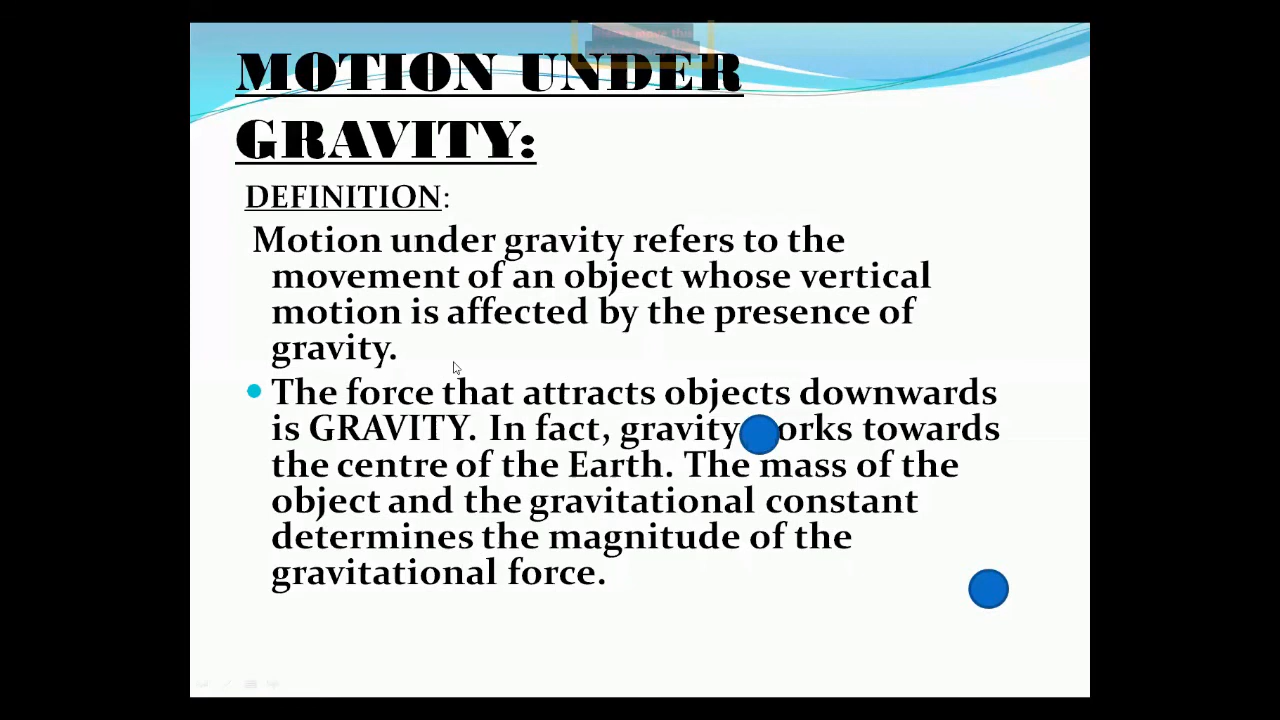 MOTION UNDER
GRAVITY:
DEFINITION:
Motion under gravity refers to the
movement of an object whose vertical
motion is affected by the presence of
gravity.
The force that attracts objects downwards
is GRAVITY. In fact, gravity orks towards
the centre of the Earth. The mass of the
object and the gravitational constant
determines the magnitude of the
gravitational force.